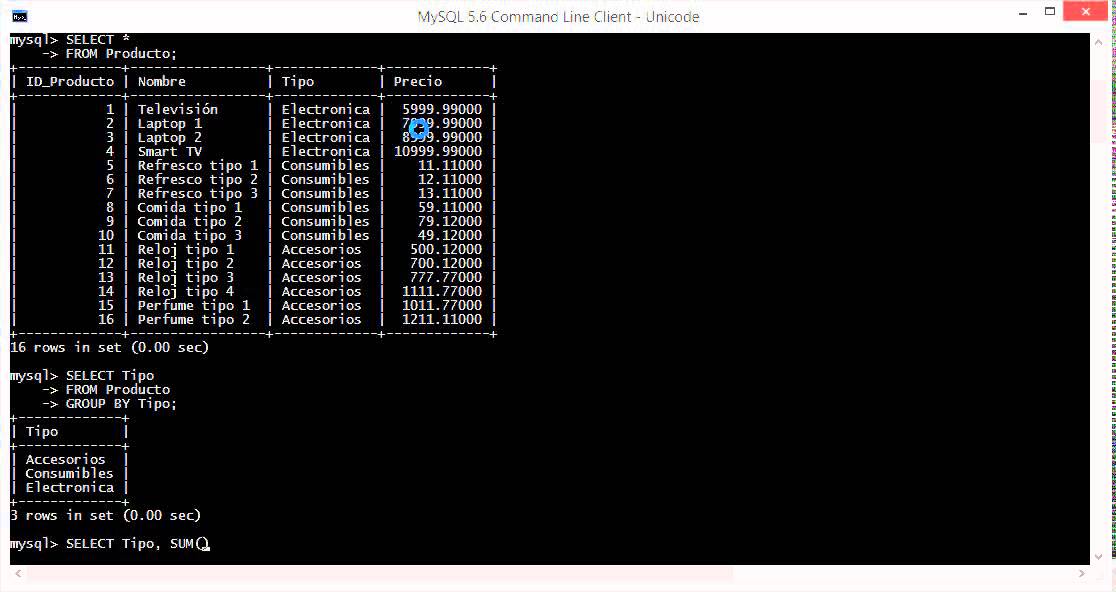 MySQL 5.6 Command Line Client - Unicode
mysql> SELECT *
    -> FROM Producto;
+-------------+-----------------+-------------+-------------+
| ID_Producto | Nombre          | Tipo        | Precio      |
+-------------+-----------------+-------------+-------------+
|           1 | Televisión      | Electronica |  5999.99000 |
|           2 | Laptop 1        | Electronica | .99000 |
|           3 | Laptop 2        | Electronica | .99000 |
|           4 | Smart TV        | Electronica | 10999.99000 |
|           5 | Refresco tipo 1 | Consumibles |    11.11000 |
|           6 | Refresco tipo 2 | Consumibles |    12.11000 |
|           7 | Refresco tipo 3 | Consumibles |    13.11000 |
|           8 | Comida tipo 1   | Consumibles |    59.11000 |
|           9 | Comida tipo 2   | Consumibles |    79.12000 |
|          10 | Comida tipo 3   | Consumibles |    49.12000 |
|          11 | Reloj tipo 1    | Accesorios  |   500.12000 |
|          12 | Reloj tipo 2    | Accesorios  |   700.12000 |
|          13 | Reloj tipo 3    | Accesorios  |   777.77000 |
|          14 | Reloj tipo 4    | Accesorios  |  1111.77000 |
|          15 | Perfume tipo 1  | Accesorios  |  1011.77000 |
|          16 | Perfume tipo 2  | Accesorios  |  1211.11000 |
+-------------+-----------------+-------------+-------------+
16 rows in set (0.00 sec)
mysql> SELECT Tipo
    -> FROM Producto
    -> GROUP BY Tipo;
+-------------+
| Tipo        |
+-------------+
| Accesorios  |
| Consumibles |
| Electronica |
+-------------+
3 rows in set (0.00 sec)
mysql> SELECT Tipo, SUM()